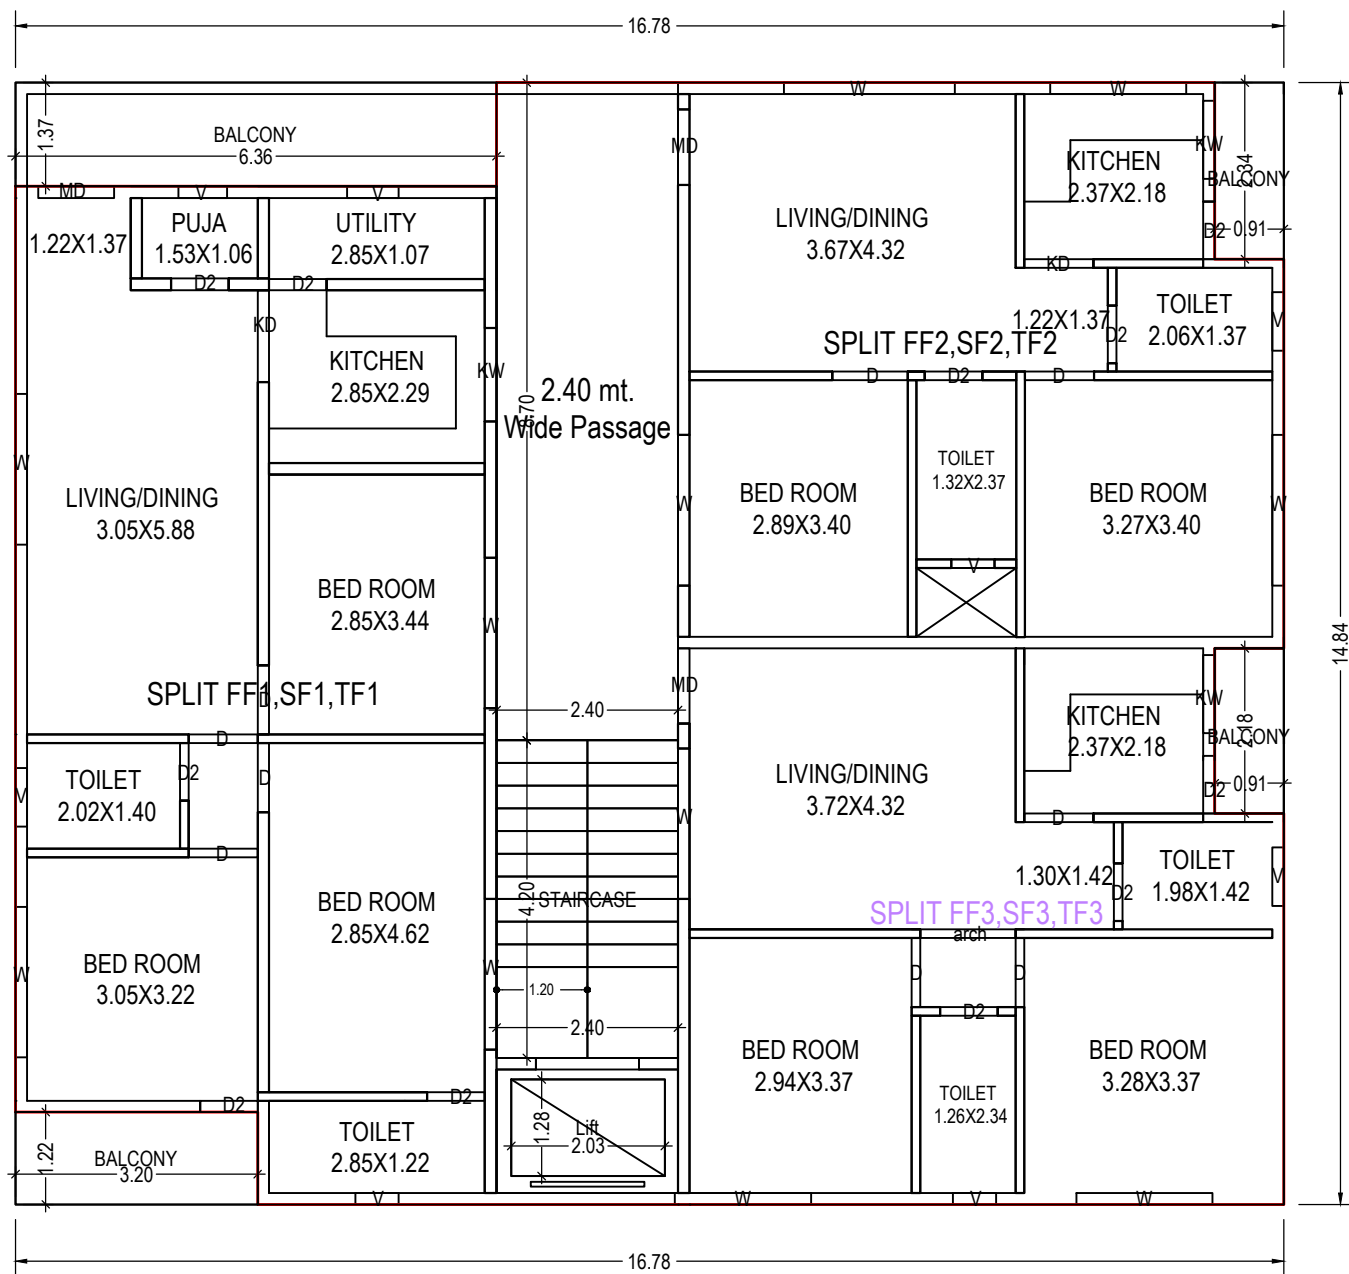 16.78
1.37
BALCONY
6.36
MD
V
V
1.22X1.37
PUJA
1.53X1.06
UTILITY
2.85X1.07
D2
D2
KD
KITCHEN
2.85X2.29
KW
W
LIVING/DINING
3.05X5.88
BED ROOM
2.85X3.44
W
SPLIT FF1,SF1,TF1
D
D
TOILET
2.02X1.40
D2
D
V
D
BED ROOM
3.05X3.22
W
BED ROOM
2.85X4.62
W
D2
D2
BALCONY
3.20
1.22
TOILET
2.85X1.22
V
2.40 mt.
Wide Passage
2.40
4.20
STAIRCASE
1.20
2.40
Lift
2.03
1.28
W
W
MD
LIVING/DINING
3.67X4.32
KITCHEN
2.37X2.18
KW
2.34
BALCONY
0.91
D2
KD
1.22X1.37
TOILET
2.06X1.37
V
D2
SPLIT FF2,SF2,TF2
D
D2
D
BED ROOM
2.89X3.40
W
TOILET
1.32X2.37
V
BED ROOM
3.27X3.40
W
14.84
MD
LIVING/DINING
3.72X4.32
W
KITCHEN
2.37X2.18
KW
2.18
BALCONY
0.91
D2
D
1.30X1.42
TOILET
1.98X1.42
V
D2
SPLIT FF3,SF3,TF3
arch
D
D
D2
BED ROOM
2.94X3.37
TOILET
1.26X2.34
BED ROOM
3.28X3.37
W
V
W
16.78